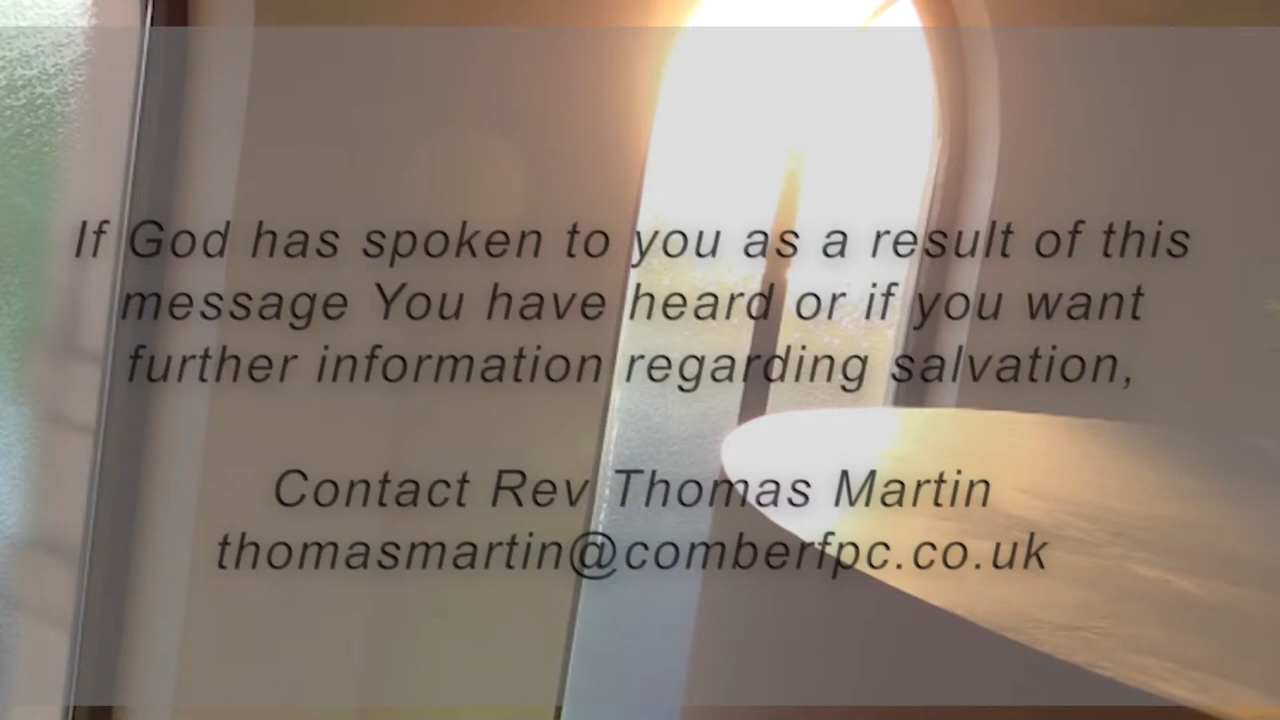 If God has spoken to you as a result of this
message You have heard or if you want
further information regarding salvation,
Contact Rev Thomas Martin
thomasmartin@comberfpc.co.uk